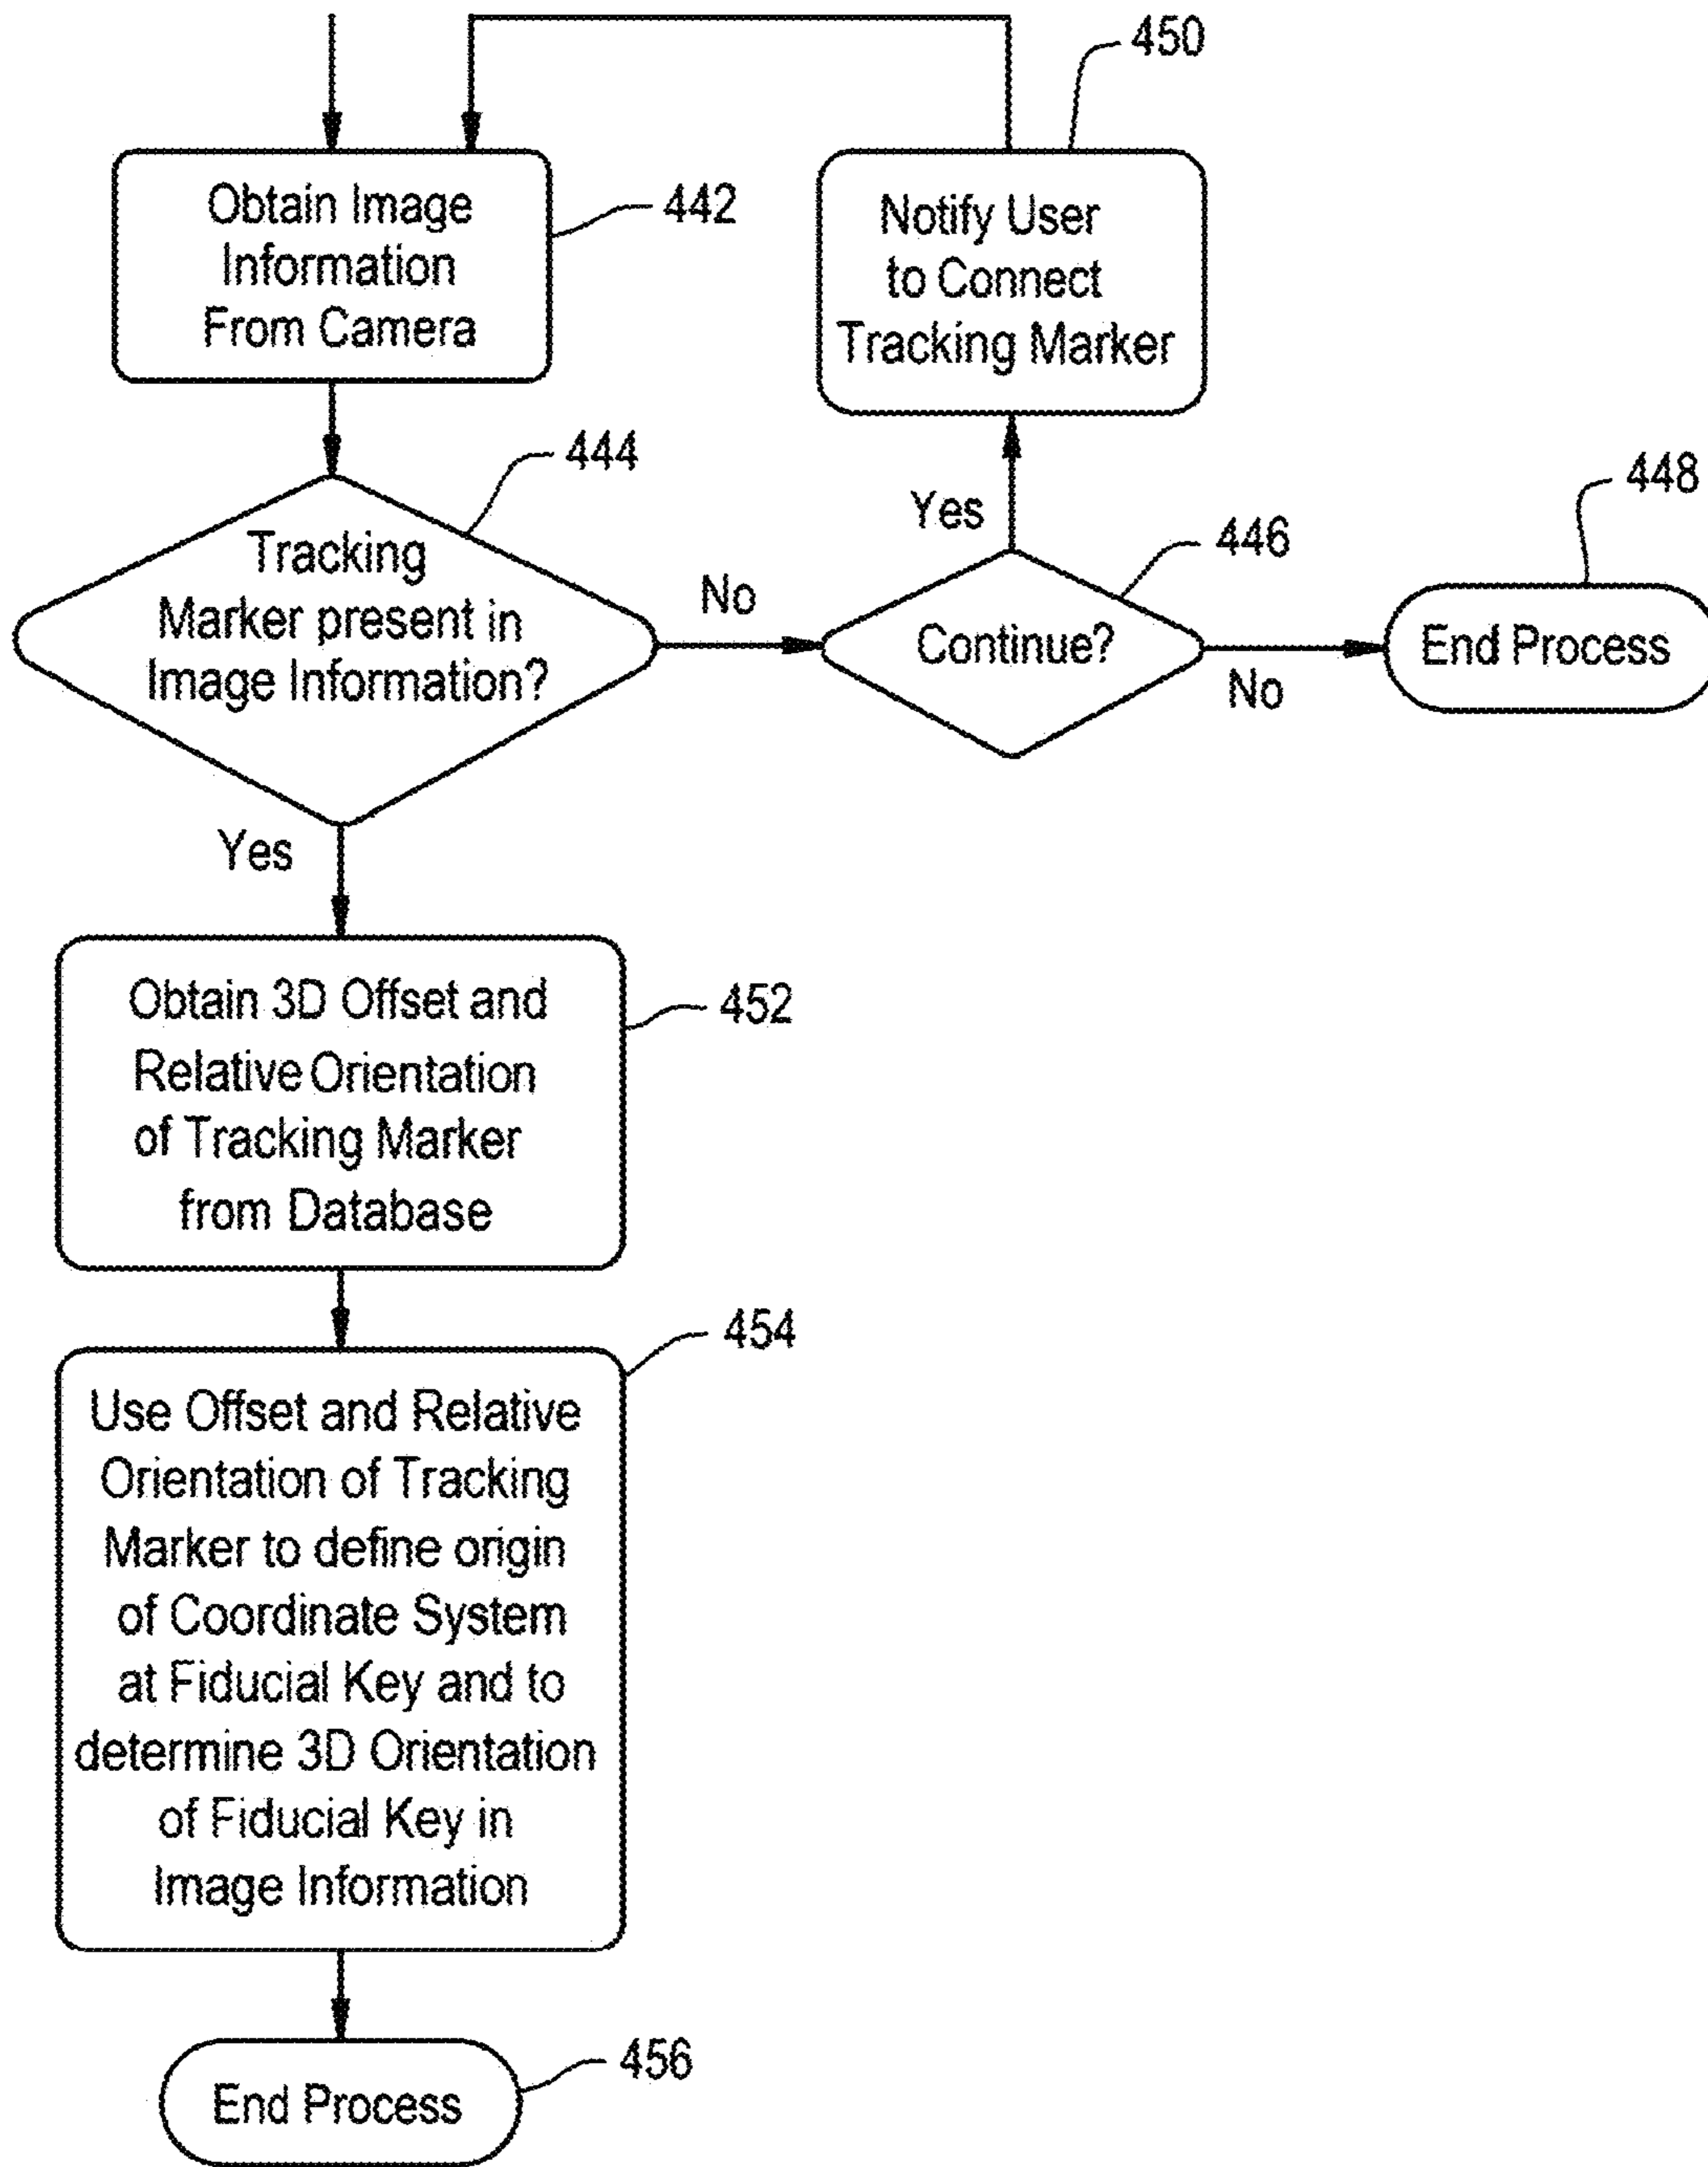 450
Obtain Image
Information
From Camera
442
Notify User
to Connect
Tracking Marker
444
Tracking
Marker present in
Image Information?
No
Yes
446
Continue?
No
448
End Process
Yes
Obtain 3D Offset and
Relative Orientation
of Tracking Marker
from Database
452
454
Use Offset and Relative
Orientation of Tracking
Marker to define origin
of Coordinate System
at Fiducial Key and to
determine 3D Orientation
of Fiducial Key in
Image Information
456
End Process